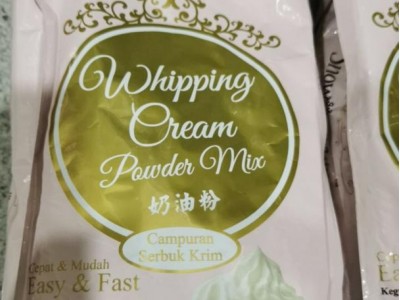 Whipping
Cream
Powder Mix
奶油粉
Campuran
Serbuk Krim
Cepat & Mudah
Easy & Fast